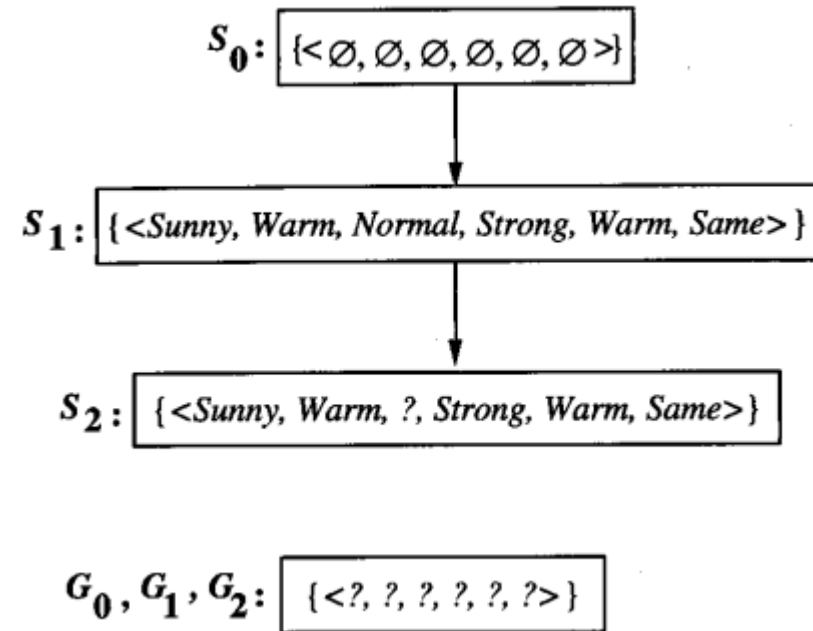 S0: {<∅, ∅, ∅, ∅, ∅, ∅>}
S1: {<Sunny, Warm, Normal, Strong, Warm, Same>}
S2: {<Sunny, Warm, ?, Strong, Warm, Same>}
G0, G1, G2: {<?, ?, ?, ?, ?, ?>}